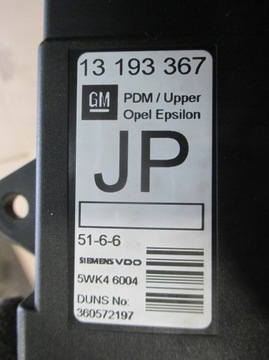 13 193 367
GM
PDM / Upper
Opel Epsilon
JP
51-6-6
SIEMENS VDO
5WK4 6004
DUNS No:
360572197